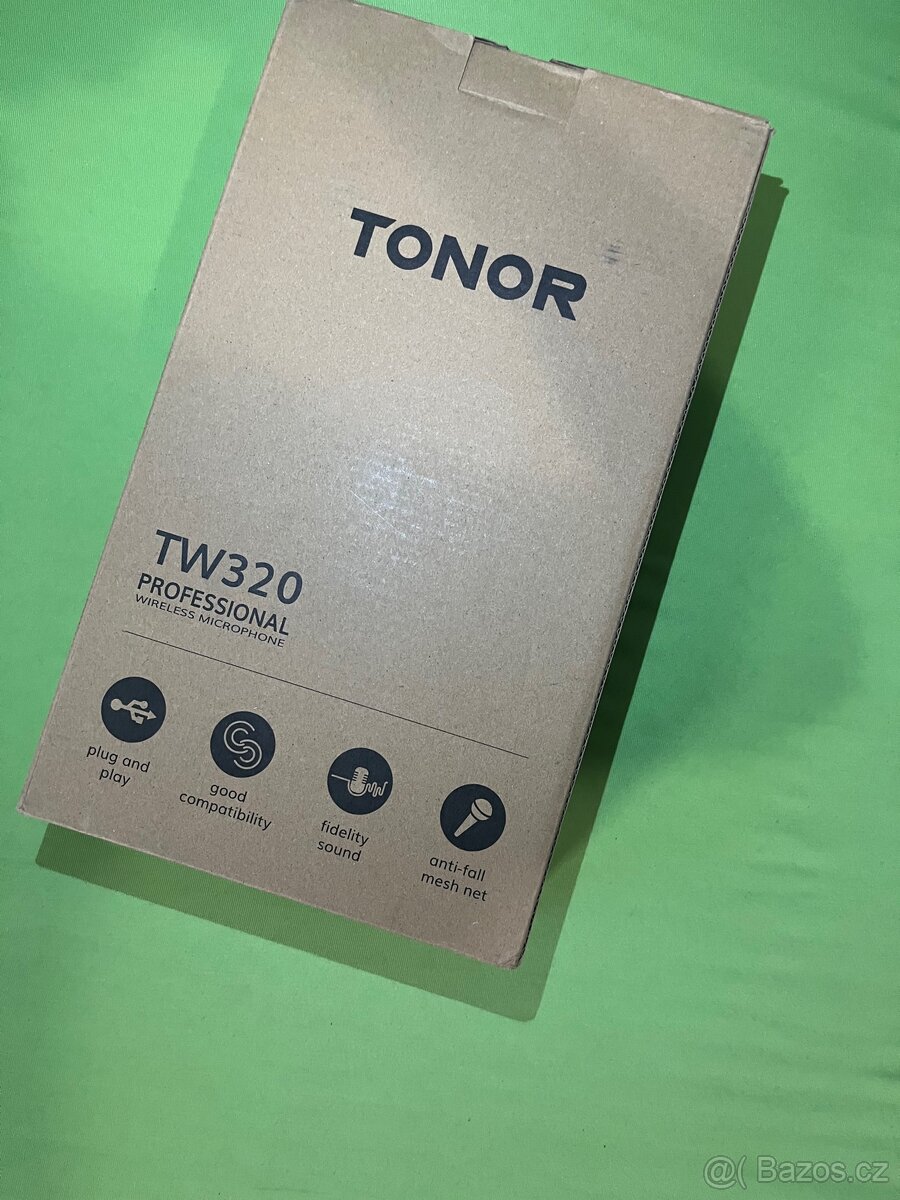 TONOR
TW320
PROFESSIONAL
WIRELESS MICROPHONE
plug and
play
good
compatibility
fidelity
sound
anti-fall
mesh net
@( Bazos.cz